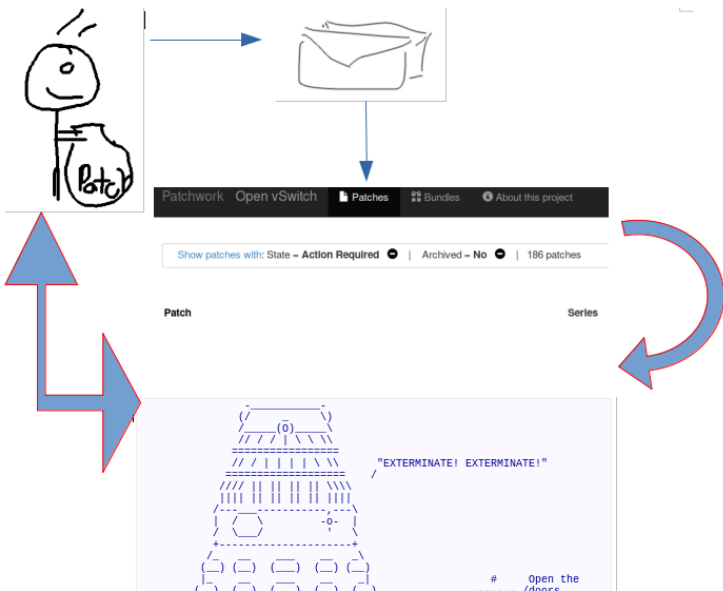 Patch
Patchwork Open vSwitch Patches Bundles About this project
Show patches with: State = Action Required | Archived = No | 186 patches
Patch Series
"EXTERMINATE! EXTERMINATE!"
# Open the
/doors